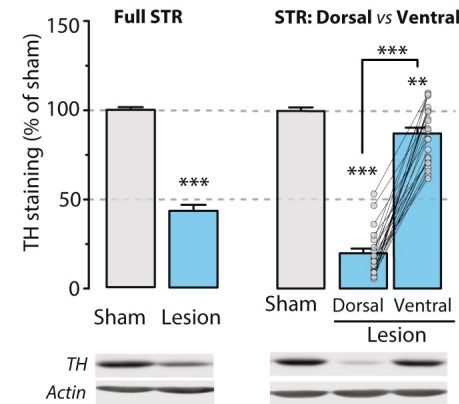 Full STR
STR: Dorsal vs Ventral
TH staining (% of sham)
150
100
50
0
***
***
***
**
Sham Lesion
Sham Dorsal Ventral
Lesion
TH
Actin